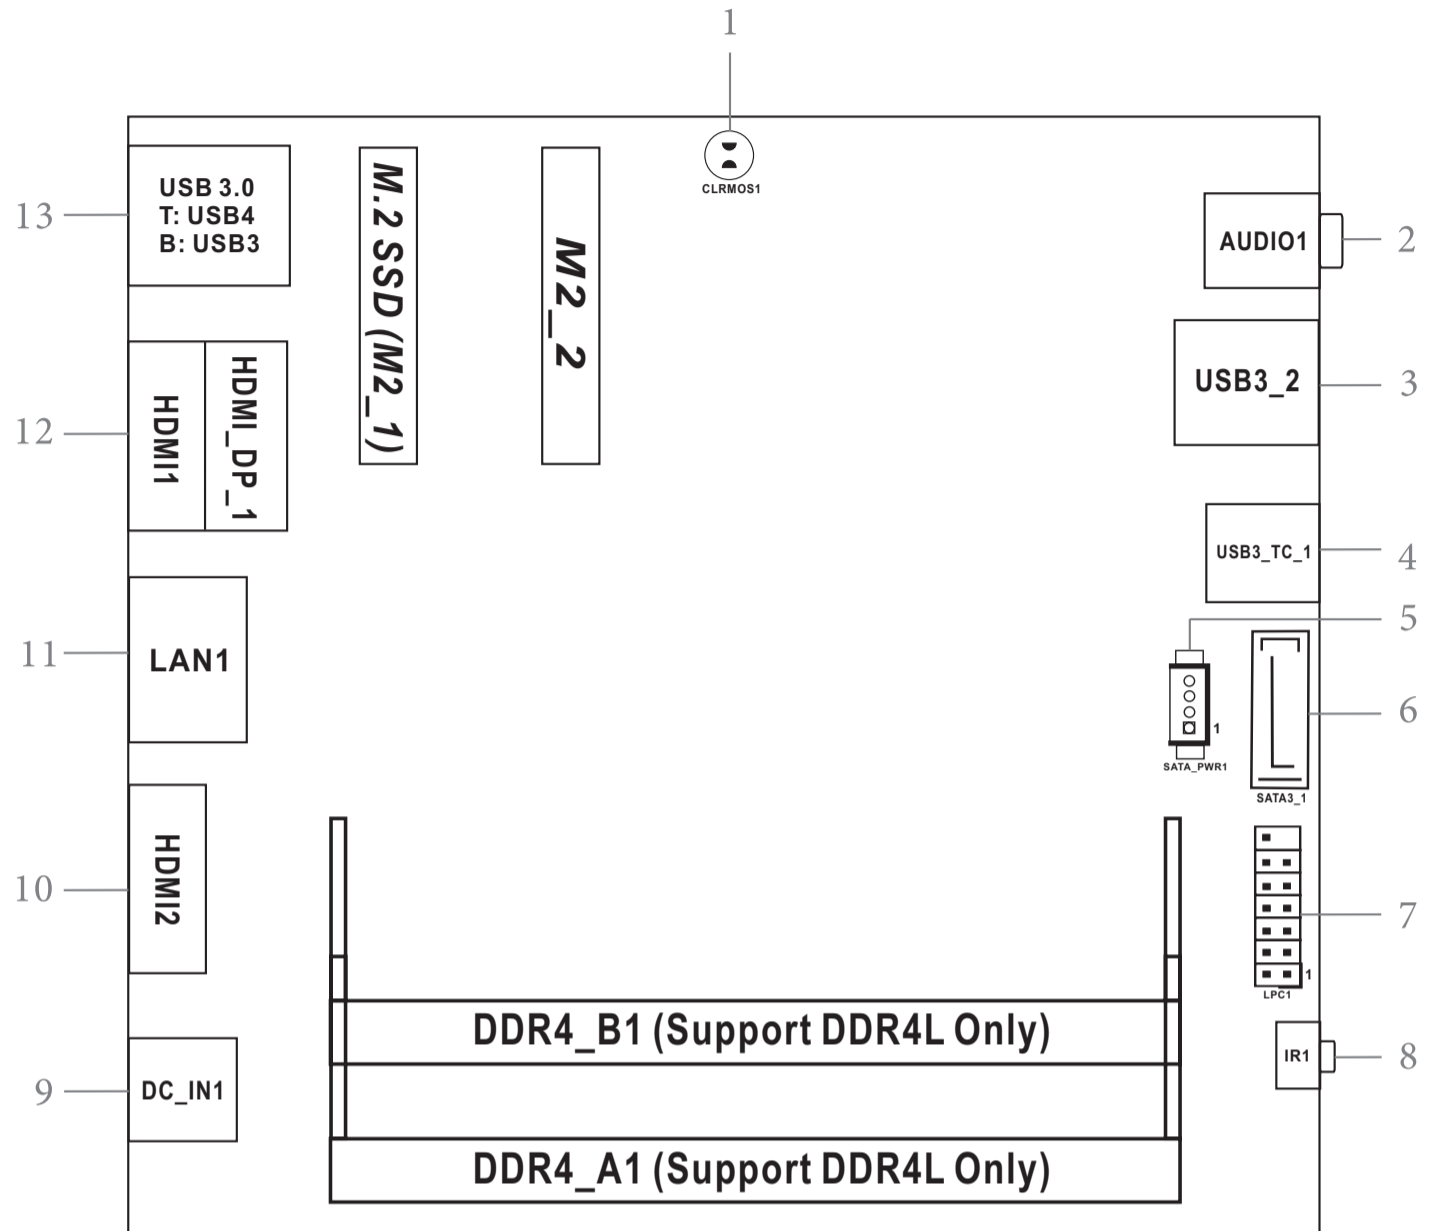 1
CLRMOS1
USB 3.0
T: USB4
B: USB3
13
M.2 SSD (M2_1)
M2_2
AUDIO1
2
USB3_2
3
HDMI1
HDMI_DP_1
12
USB3_TC_1
4
5
LAN1
11
1
SATA_PWR1
6
SATA3_1
HDMI2
10
7
1
LPC1
DDR4_B1 (Support DDR4L Only)
IR1
8
DC_IN1
9
DDR4_A1 (Support DDR4L Only)